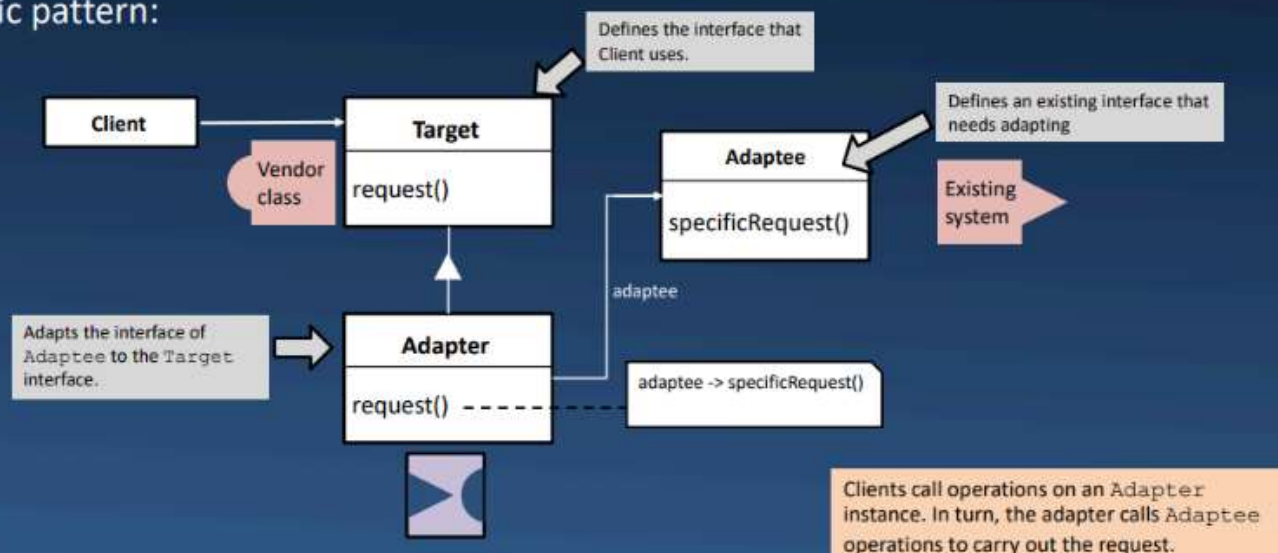 ic pattern:
Defines the interface that
Client uses.
Client
Target
request()
Vendor
class
Adaptee
specificRequest()
Defines an existing interface that
needs adapting
Existing
system
adaptee
Adapts the interface of
Adaptee to the Target
interface.
Adapter
request()
adaptee -> specificRequest()
Clients call operations on an Adapter
instance. In turn, the adapter calls Adaptee
operations to carry out the request.